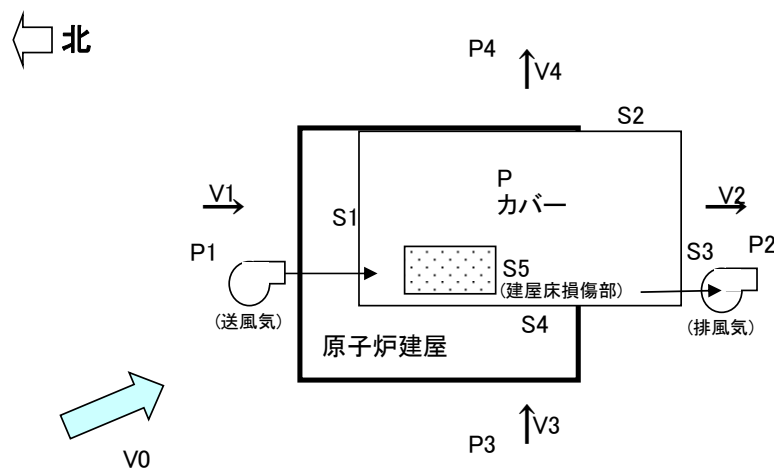 北
P4
V4
S2
V1
P
カバー
V2
S1
P1
S3
P2
S5
(建屋床損傷部)
(送風気)
S4
(排風気)
原子炉建屋
V3
P3
V0